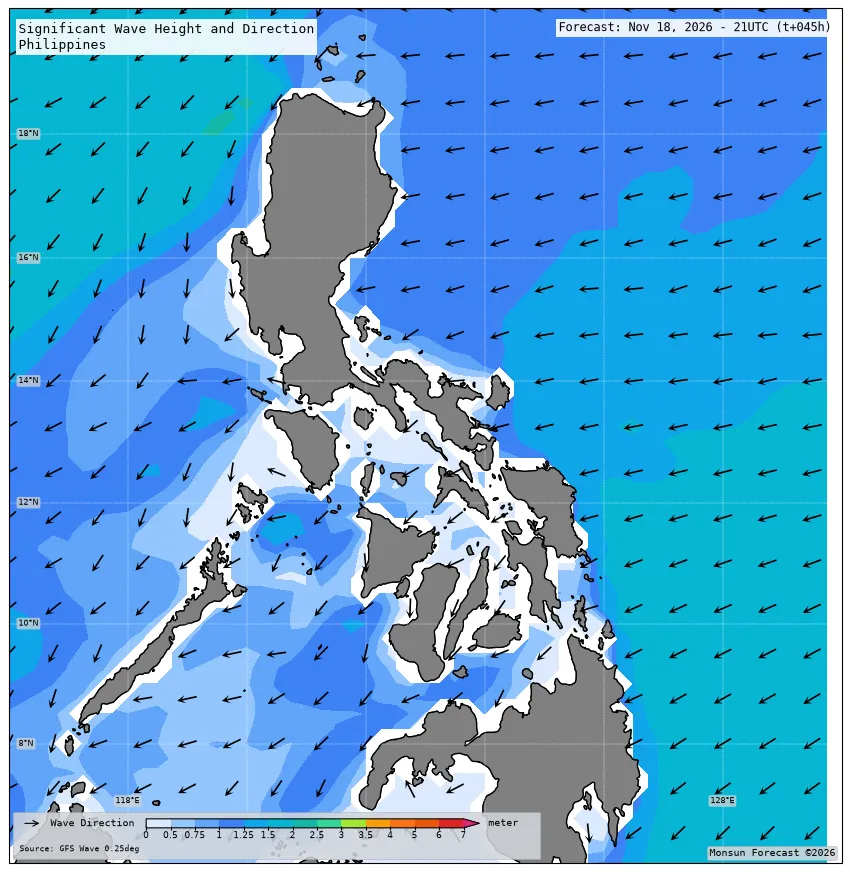 Significant Wave Height and Direction
Philippines
Forecast: Nov 18, 2026 - 21UTC (t+045h)
18°N
16°N
14°N
12°N
10°N
8°N
118°E
128°E
Wave Direction
0 0.5 0.75 1 1.25 1.5 2 2.5 3 3.5 4 5 6 7
meter
Source: GFS Wave 0.25deg
Monsun Forecast ©2026